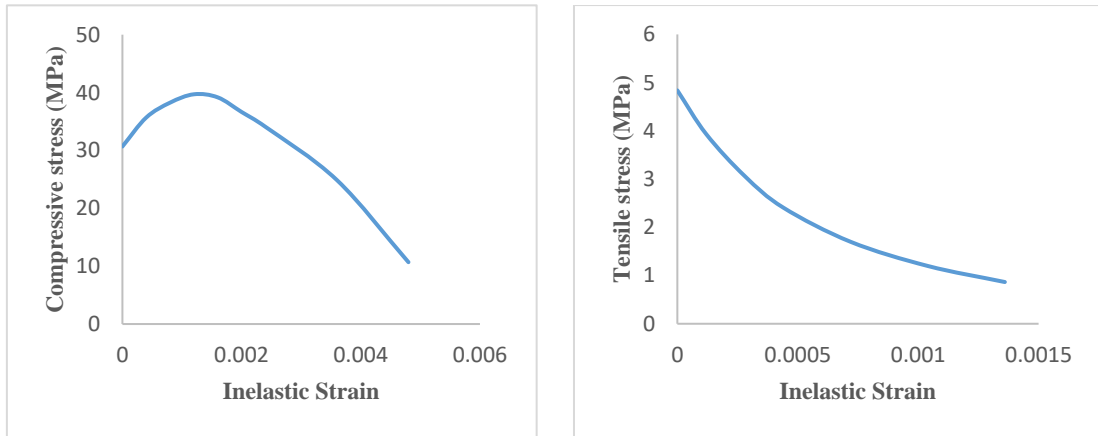 Compressive stress (MPa)
50
40
30
20
10
0
0 0.002 0.004 0.006
Inelastic Strain
Tensile stress (MPa)
6
5
4
3
2
1
0
0 0.0005 0.001 0.0015
Inelastic Strain